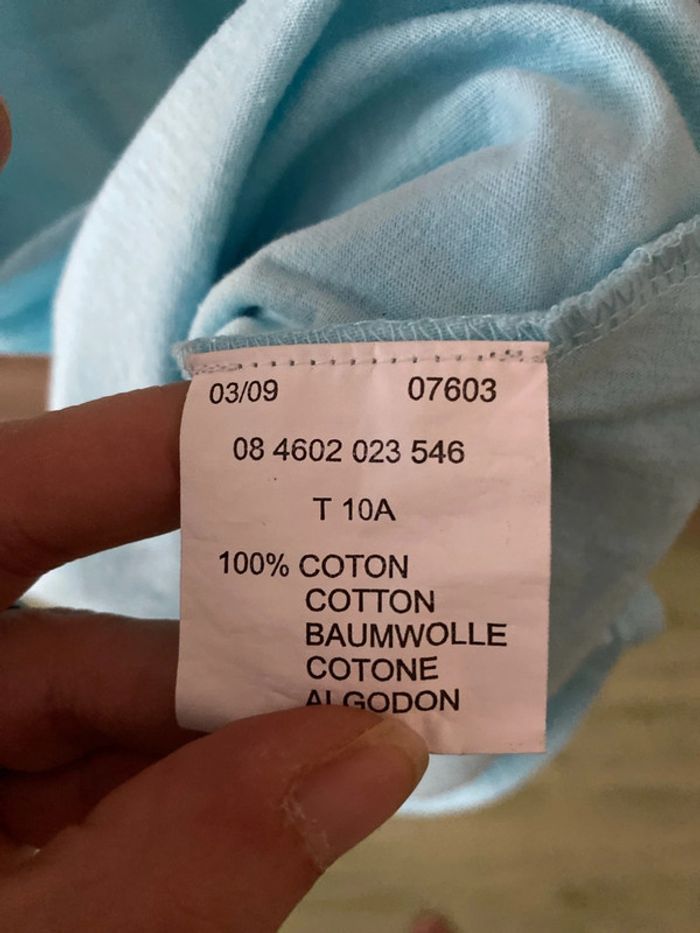 03/09 07603
08 4602 023 546
T 10A
100% COTON
COTTON
BAUMWOLLE
COTONE
ALGODON